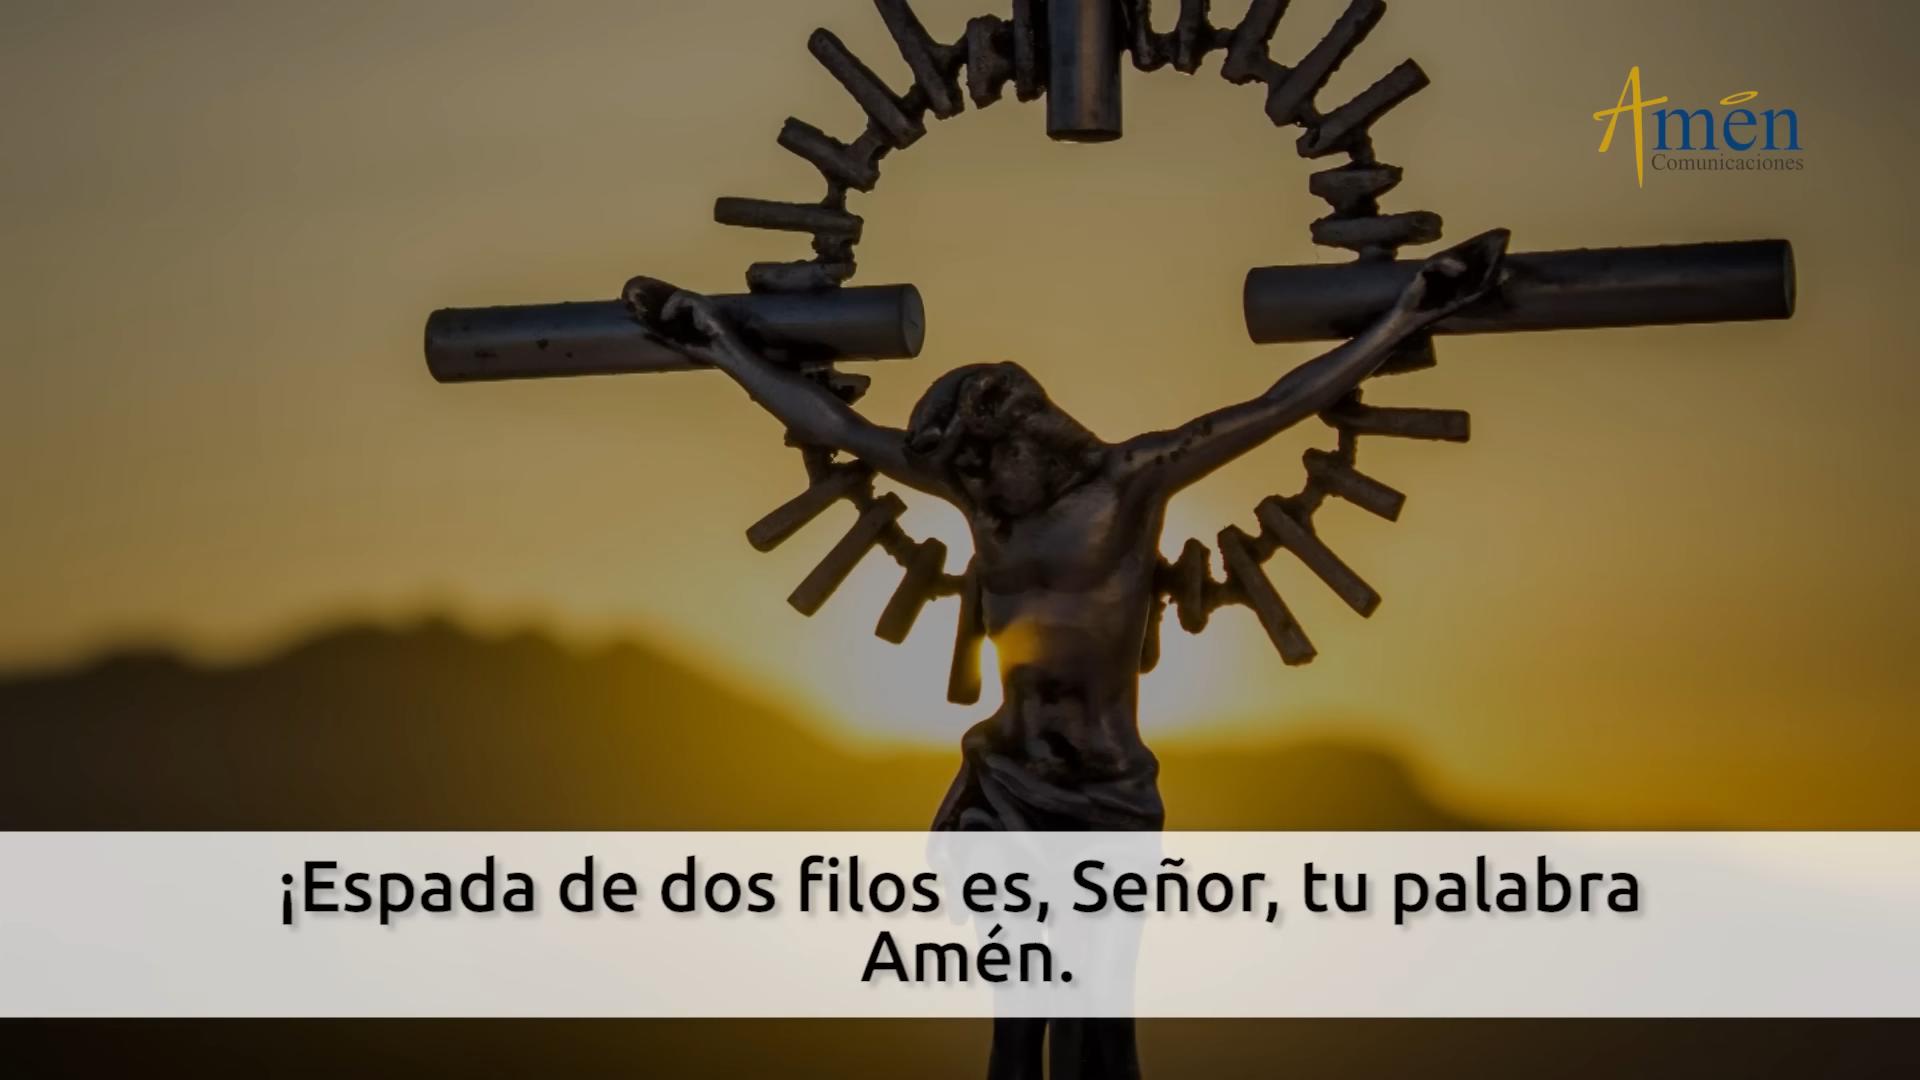 Amén
Comunicaciones
¡Espada de dos filos es, Señor, tu palabra
Amén.